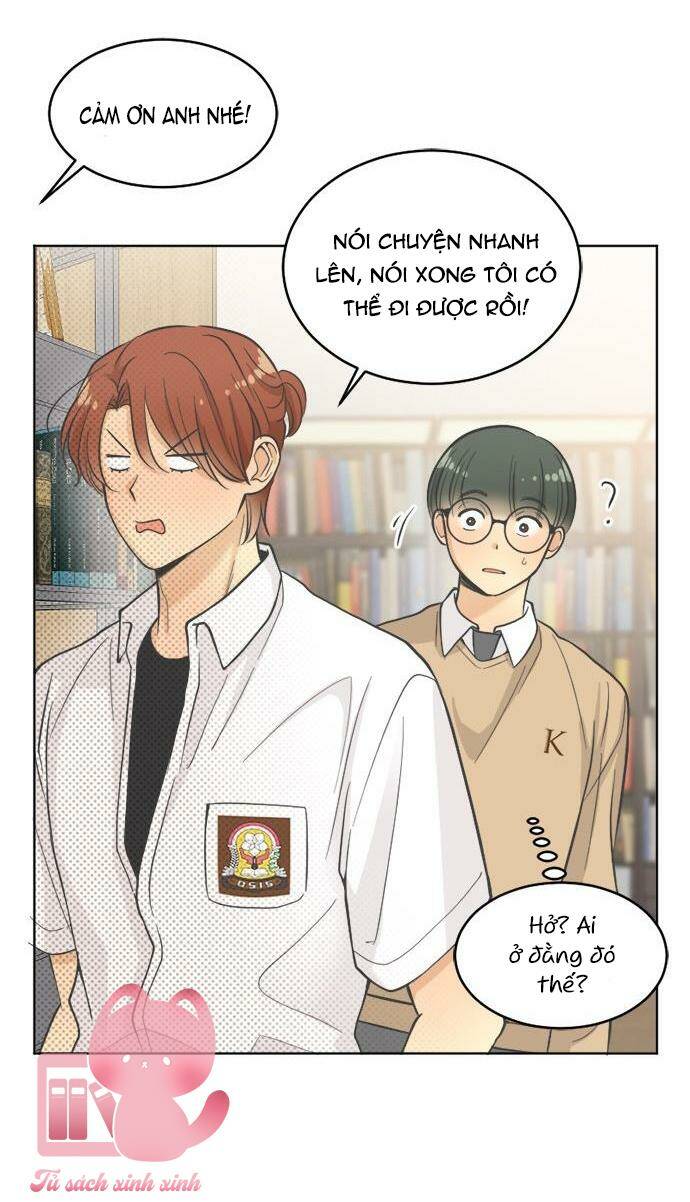 CẢM ƠN ANH NHÉ!
NÓI CHUYỆN NHANH
LÊN, NÓI XONG TÔI CÓ
THỂ ĐI ĐƯỢC RỒI!
?
K
O.S.I.S
Hở? Ai
ở đằng đó
thế?
Tủ sách xinh xinh